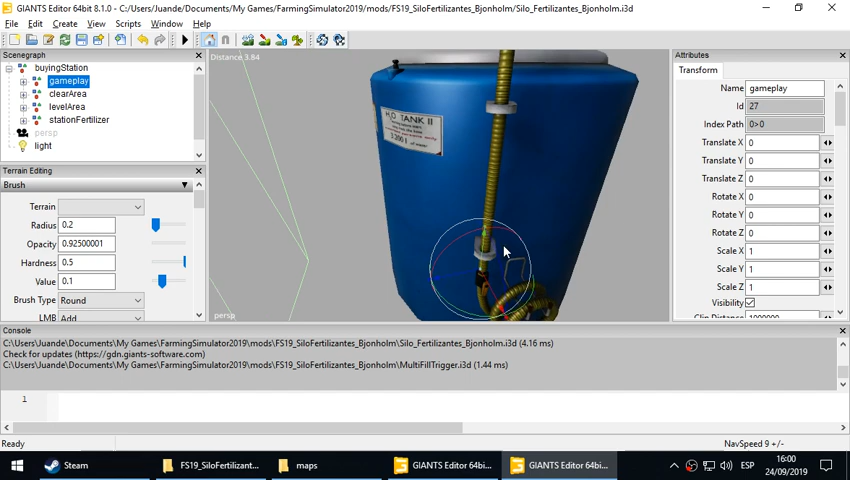 GIANTS Editor 64bit 8.1.0 - C:/Users/Juande/Documents/My Games/FarmingSimulator2019/mods/FS19_SiloFertilizantes_Bjonholm/Silo_Fertilizantes_Bjonholm.i3d
File Edit Create View Scripts Window Help
Scenegraph
buyingStation
gameplay
clearArea
levelArea
stationFertilizer
persp
light
Terrain Editing
Brush
Terrain
Radius 0.2
Opacity 0.92500001
Hardness 0.5
Value 0.1
Brush Type Round
LMB Add
Distance 3.84
H2O TANK II
persp
Attributes
Transform
Name gameplay
Id 27
Index Path 0>0
Translate X 0
Translate Y 0
Translate Z 0
Rotate X 0
Rotate Y 0
Rotate Z 0
Scale X 1
Scale Y 1
Scale Z 1
Visibility
Clip Distance 1000000
Console
C:\Users\Juande\Documents\My Games\FarmingSimulator2019\mods\FS19_SiloFertilizantes_Bjonholm\Silo_Fertilizantes_Bjonholm.i3d (4.16 ms)
Check for updates (https://gdn.giants-software.com)
C:\Users\Juande\Documents\My Games\FarmingSimulator2019\mods\FS19_SiloFertilizantes_Bjonholm\MultiFillTrigger.i3d (1.44 ms)
1
Ready
NavSpeed 9 +/-
Steam
FS19_SiloFertilizant...
maps
GIANTS Editor 64bi...
GIANTS Editor 64bi...
ESP
16:00
24/09/2019